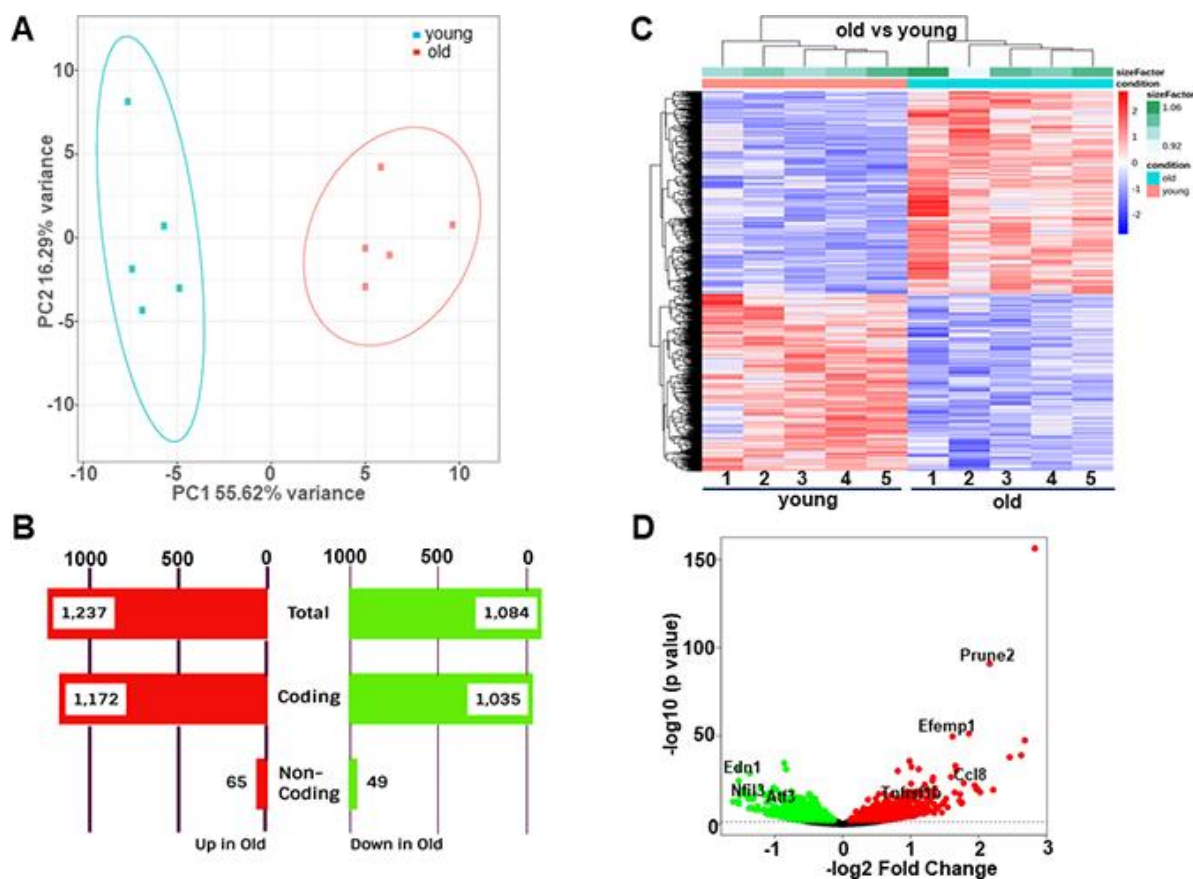 A
young
old
10
5
0
-5
-10
-10 -5 0 5 10
PC2 16.29% variance
PC1 55.62% variance
B
1000 500 0 1000 500 0
1,237 Total 1,084
1,172 Coding 1,035
65 Non-Coding 49
Up in Old Down in Old
C
old vs young
sizeFactor
condition
2
1
0
-1
-2
sizeFactor
1.06
0.92
condition
old
young
1 2 3 4 5 1 2 3 4 5
young old
D
150
100
50
0
-log10 (p value)
Prune2
Efemp1
Edn1
Ccl8
Nfil3 Atf3
-1 0 1 2 3
-log2 Fold Change